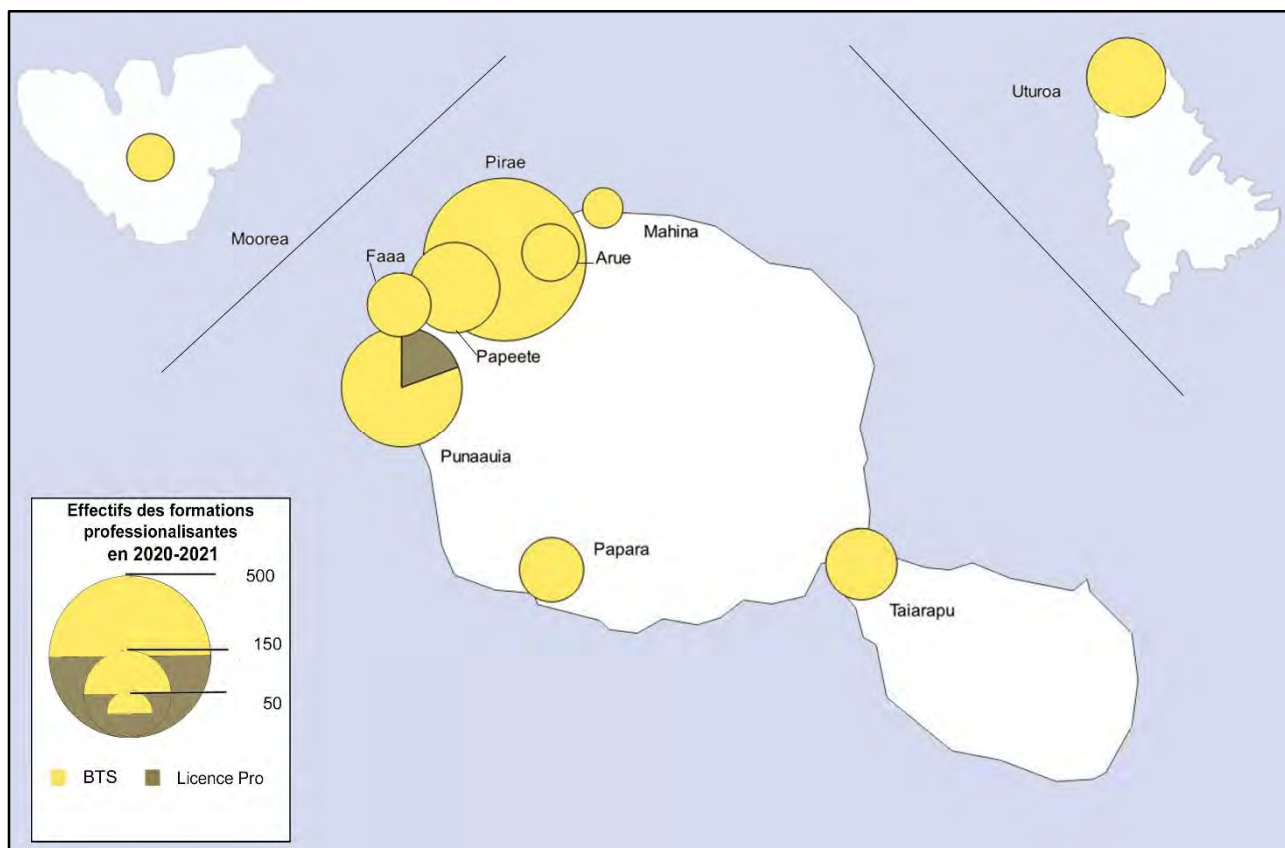 Uturoa
Pirae
Mahina
Moorea
Faaa
Arue
Papeete
Punaauia
Papara
Taiarapu
Effectifs des formations
professionalisantes
en 2020-2021
500
150
50
BTS
Licence Pro